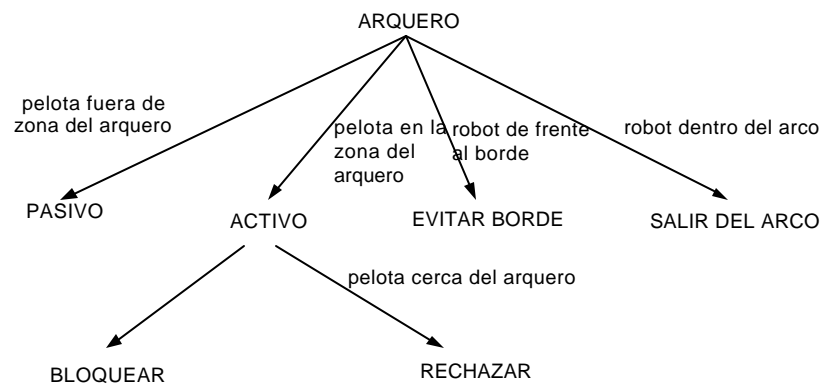 ARQUERO
pelota fuera de
zona del arquero
pelota en la
zona del
arquero
robot de frente
al borde
robot dentro del arco
PASIVO
ACTIVO
EVITAR BORDE
SALIR DEL ARCO
pelota cerca del arquero
BLOQUEAR
RECHAZAR